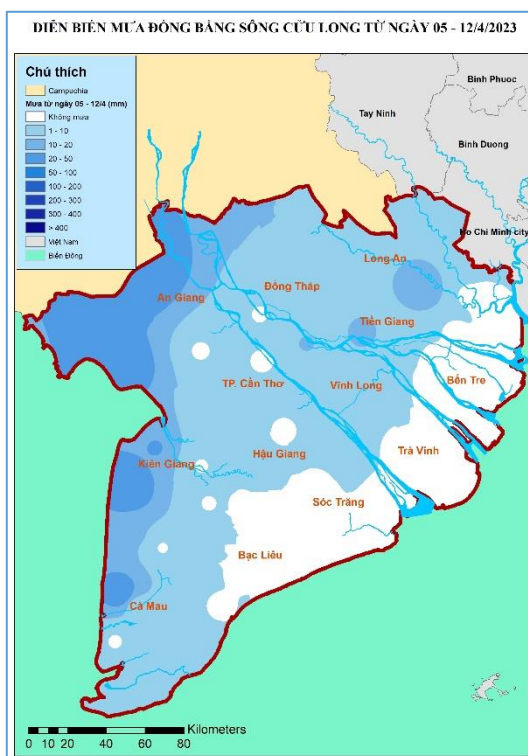 DIỄN BIẾN MƯA ĐỒNG BẰNG SÔNG CỬU LONG TỪ NGÀY 05 - 12/4/2023
Chú thích
Campuchia
Mưa từ ngày 05 - 12/4 (mm)
Không mưa
1 - 10
10 - 20
20 - 50
50 - 100
100 - 200
200 - 300
300 - 400
> 400
Việt Nam
Biển Đông
Binh Phuoc
Tay Ninh
Binh Duong
Ho Chi Minh city
Long An
Đồng Tháp
An Giang
Tiền Giang
Bến Tre
TP. Cần Thơ
Vĩnh Long
Trà Vinh
Hậu Giang
Kiên Giang
Sóc Trăng
Bạc Liêu
Cà Mau
Kilometers
0 10 20 40 60 80